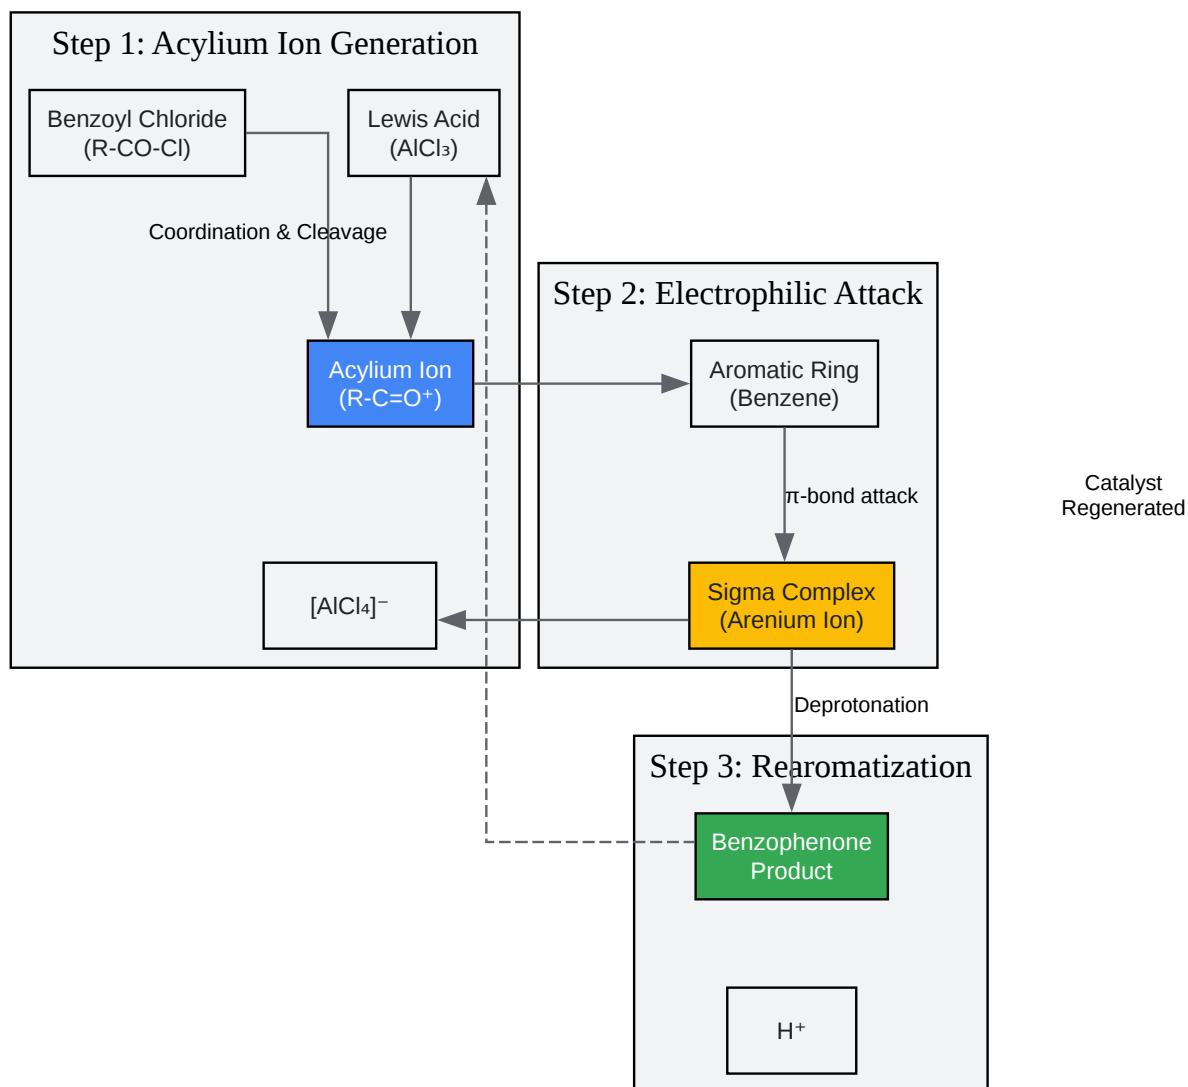 Step 1: Acylium Ion Generation
Benzoyl Chloride
(R-CO-Cl)
Lewis Acid
(AlCl₃)
Coordination & Cleavage
Acylium Ion
(R-C=O⁺)
[AlCl₄]⁻
Step 2: Electrophilic Attack
Aromatic Ring
(Benzene)
π-bond attack
Sigma Complex
(Arenium Ion)
Catalyst
Regenerated
Deprotonation
Step 3: Rearomatization
Benzophenone
Product
H⁺